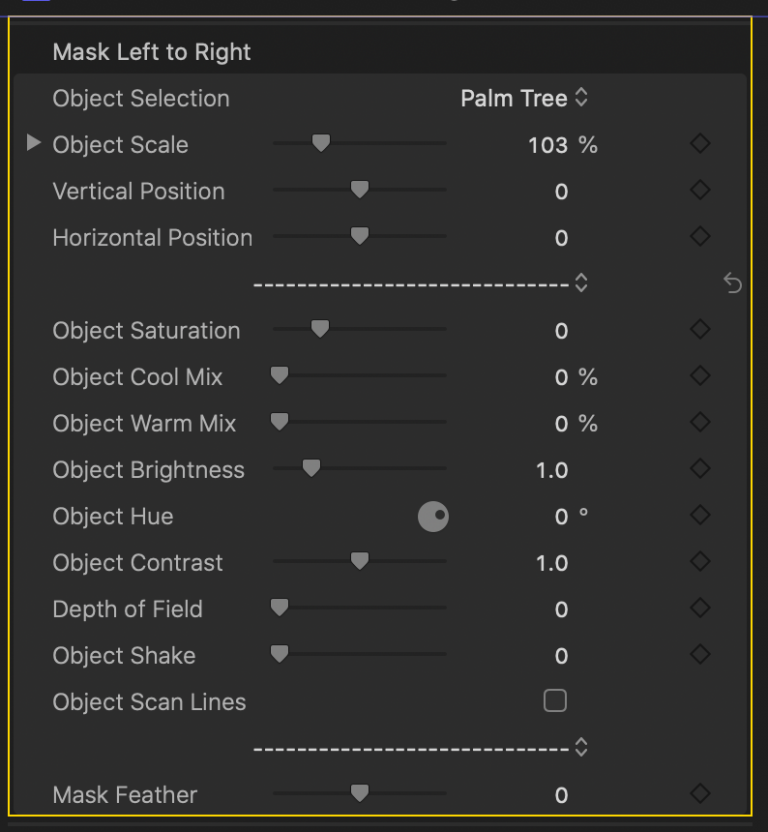 Mask Left to Right
Object Selection Palm Tree
Object Scale 103 %
Vertical Position 0
Horizontal Position 0
----------------------------
Object Saturation 0
Object Cool Mix 0 %
Object Warm Mix 0 %
Object Brightness 1.0
Object Hue 0 °
Object Contrast 1.0
Depth of Field 0
Object Shake 0
Object Scan Lines
----------------------------
Mask Feather 0